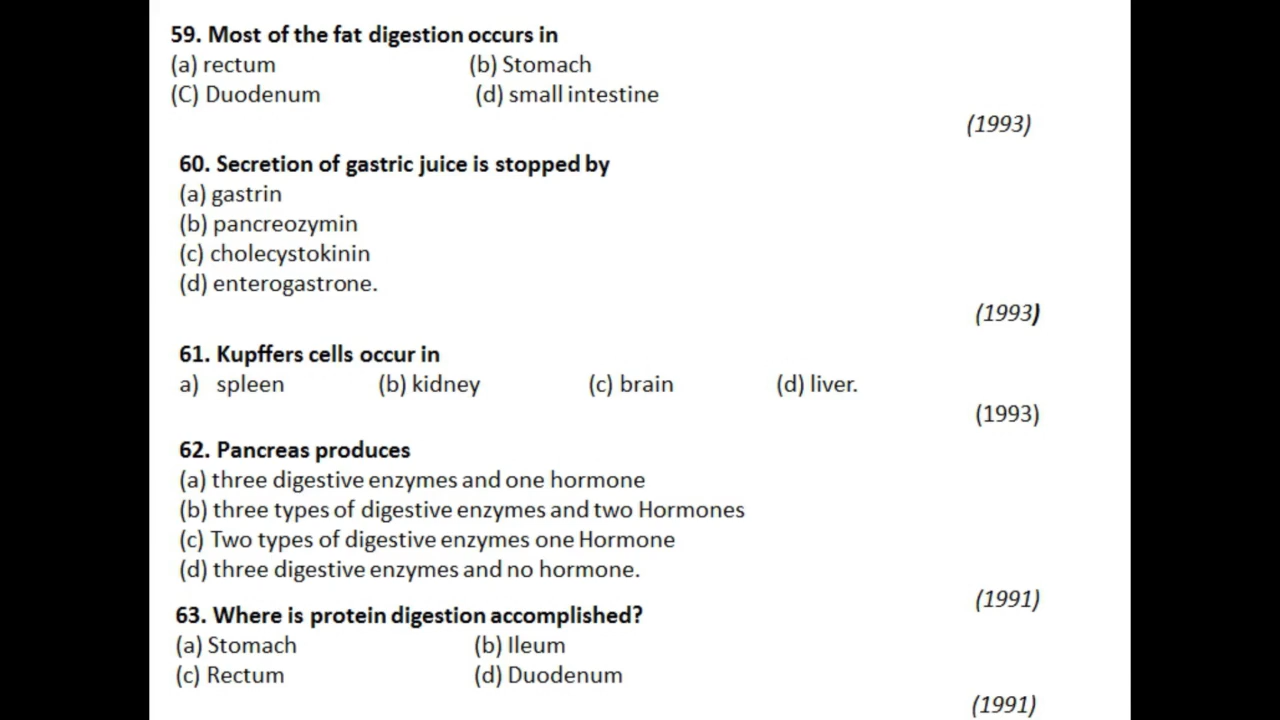 59. Most of the fat digestion occurs in
(a) rectum (b) Stomach
(C) Duodenum (d) small intestine
(1993)
60. Secretion of gastric juice is stopped by
(a) gastrin
(b) pancreozymin
(c) cholecystokinin
(d) enterogastrone.
(1993)
61. Kupffers cells occur in
a) spleen (b) kidney (c) brain (d) liver.
(1993)
62. Pancreas produces
(a) three digestive enzymes and one hormone
(b) three types of digestive enzymes and two Hormones
(c) Two types of digestive enzymes one Hormone
(d) three digestive enzymes and no hormone.
(1991)
63. Where is protein digestion accomplished?
(a) Stomach (b) Ileum
(c) Rectum (d) Duodenum
(1991)